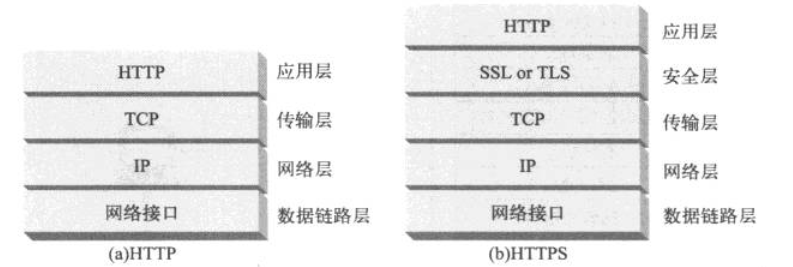 HTTP 应用层
TCP 传输层
IP 网络层
网络接口 数据链路层
(a)HTTP
HTTP 应用层
SSL or TLS 安全层
TCP 传输层
IP 网络层
网络接口 数据链路层
(b)HTTPS